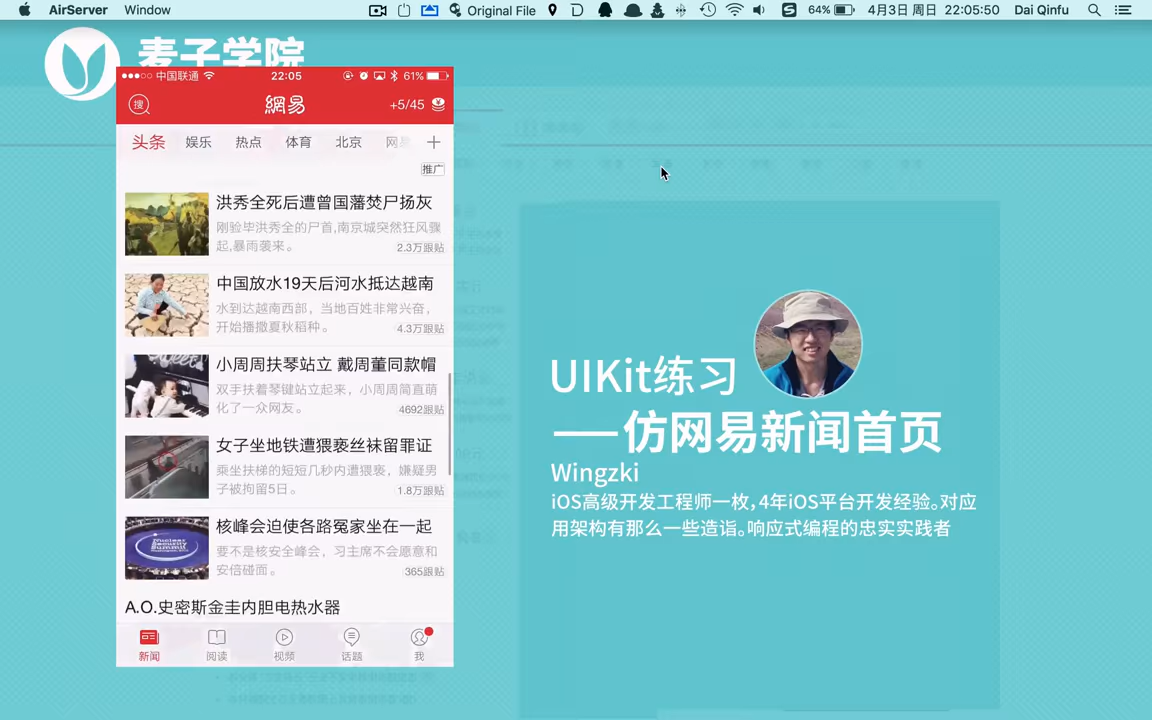 AirServer Window Original File 64% 4月3日 周日 22:05:50 Dai Qinfu
麦子学院
中国联通 22:05 61%
搜 網易 +5/45
头条 娱乐 热点 体育 北京
推广
洪秀全死后遭曾国藩焚尸扬灰
刚验毕洪秀全的尸首,南京城突然狂风骤
起,暴雨袭来。 2.3万跟贴
中国放水19天后河水抵达越南
水到达越南西部，当地百姓非常兴奋，
开始播撒夏秋稻种。 4.3万跟贴
小周周扶琴站立 戴周董同款帽
双手扶着琴键站立起来，小周周简直萌
化了一众网友。 4692跟贴
女子坐地铁遭猥亵丝袜留罪证
乘坐扶梯的短短几秒内遭猥亵，嫌疑男
子被拘留5日。 1.8万跟贴
核峰会迫使各路冤家坐在一起
要不是核安全峰会，习主席不会愿意和
安倍碰面。 365跟贴
Nuclear
Security
Summit
A.O.史密斯金圭内胆电热水器
新闻 阅读 视频 话题 我
UIKit练习
——仿网易新闻首页
Wingzki
iOS高级开发工程师一枚,4年iOS平台开发经验。对应
用架构有那么一些造诣。响应式编程的忠实实践者